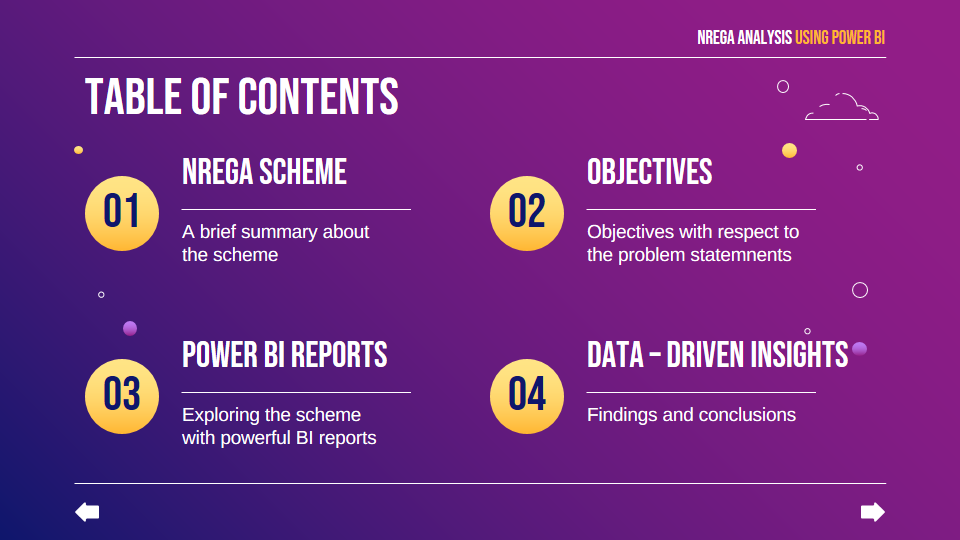 NREGA ANALYSIS USING POWER BI
TABLE OF CONTENTS
01
NREGA SCHEME
A brief summary about
the scheme
02
OBJECTIVES
Objectives with respect to
the problem statemnents
03
POWER BI REPORTS
Exploring the scheme
with powerful BI reports
04
DATA – DRIVEN INSIGHTS
Findings and conclusions